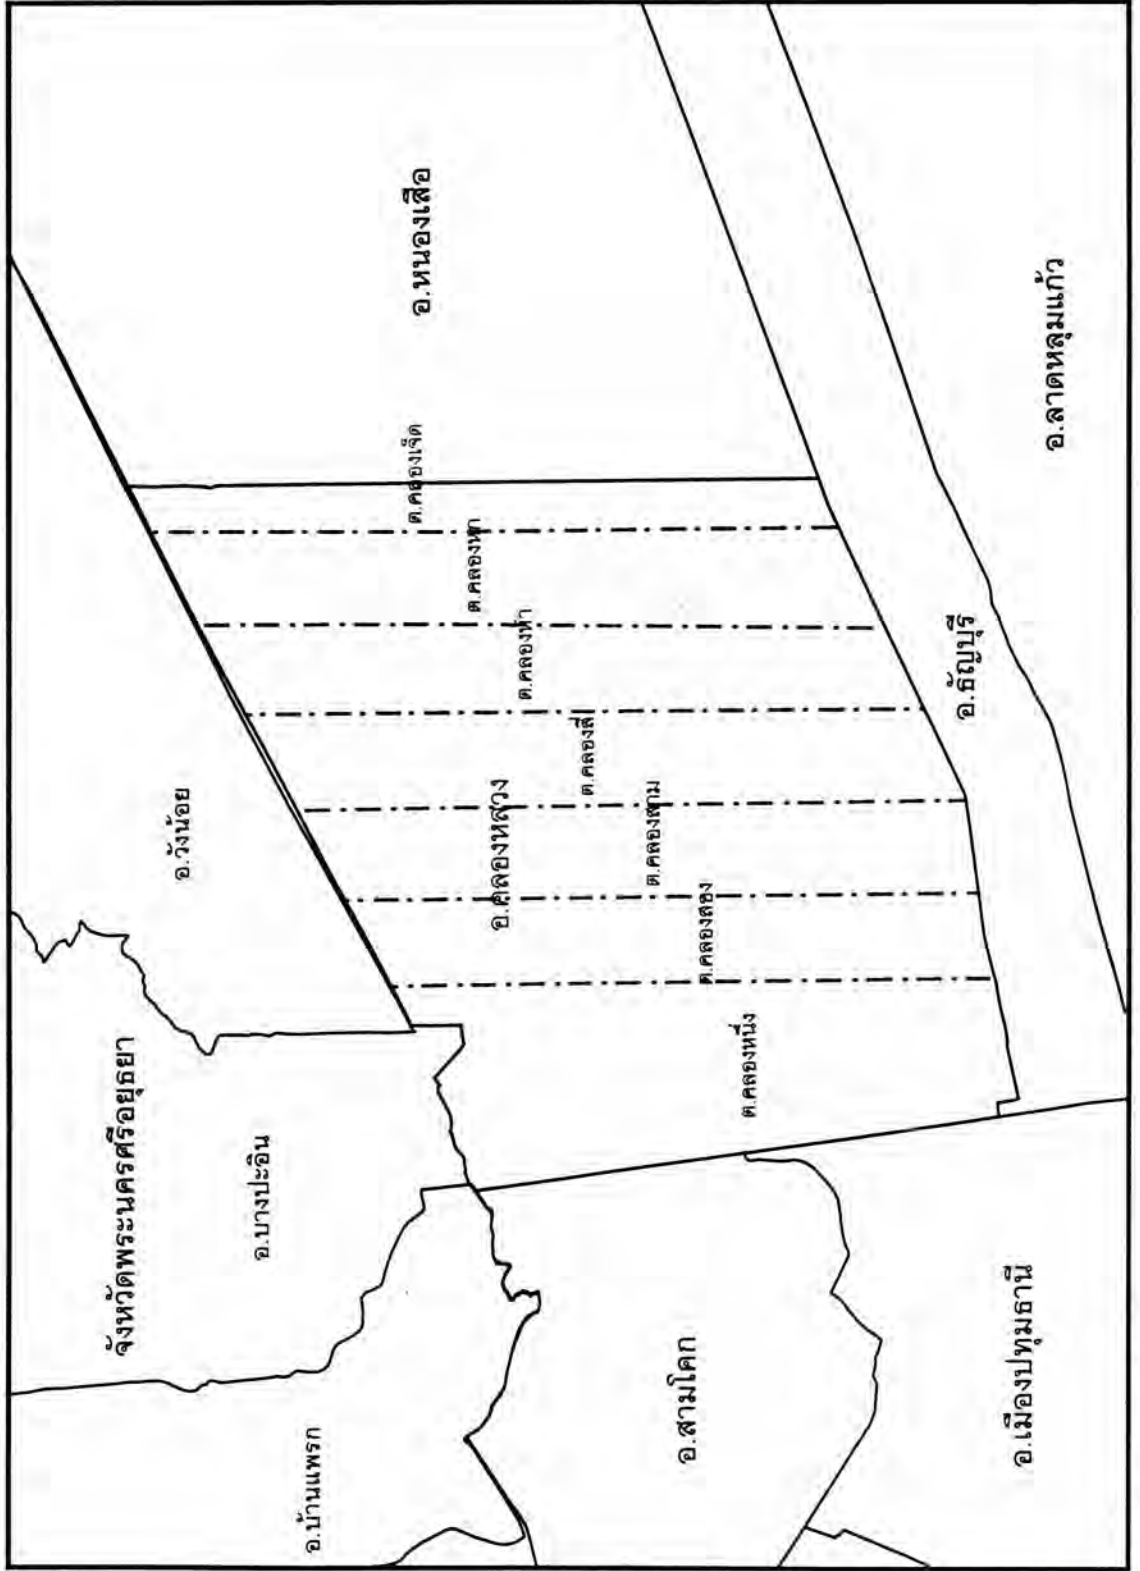 จังหวัดพระนครศรีอยุธยา
อ.วังน้อย
อ.บางปะอิน
อ.บ้านแพรก
อ.หนองเสือ
ต.คลองเจ็ด
ต.คลองหก
ต.คลองห้า
ต.คลองสี่
อ.คลองหลวง
ต.คลองสาม
ต.คลองสอง
ต.คลองหนึ่ง
อ.สามโคก
อ.ธัญบุรี
อ.เมืองปทุมธานี
อ.ลาดหลุมแก้ว